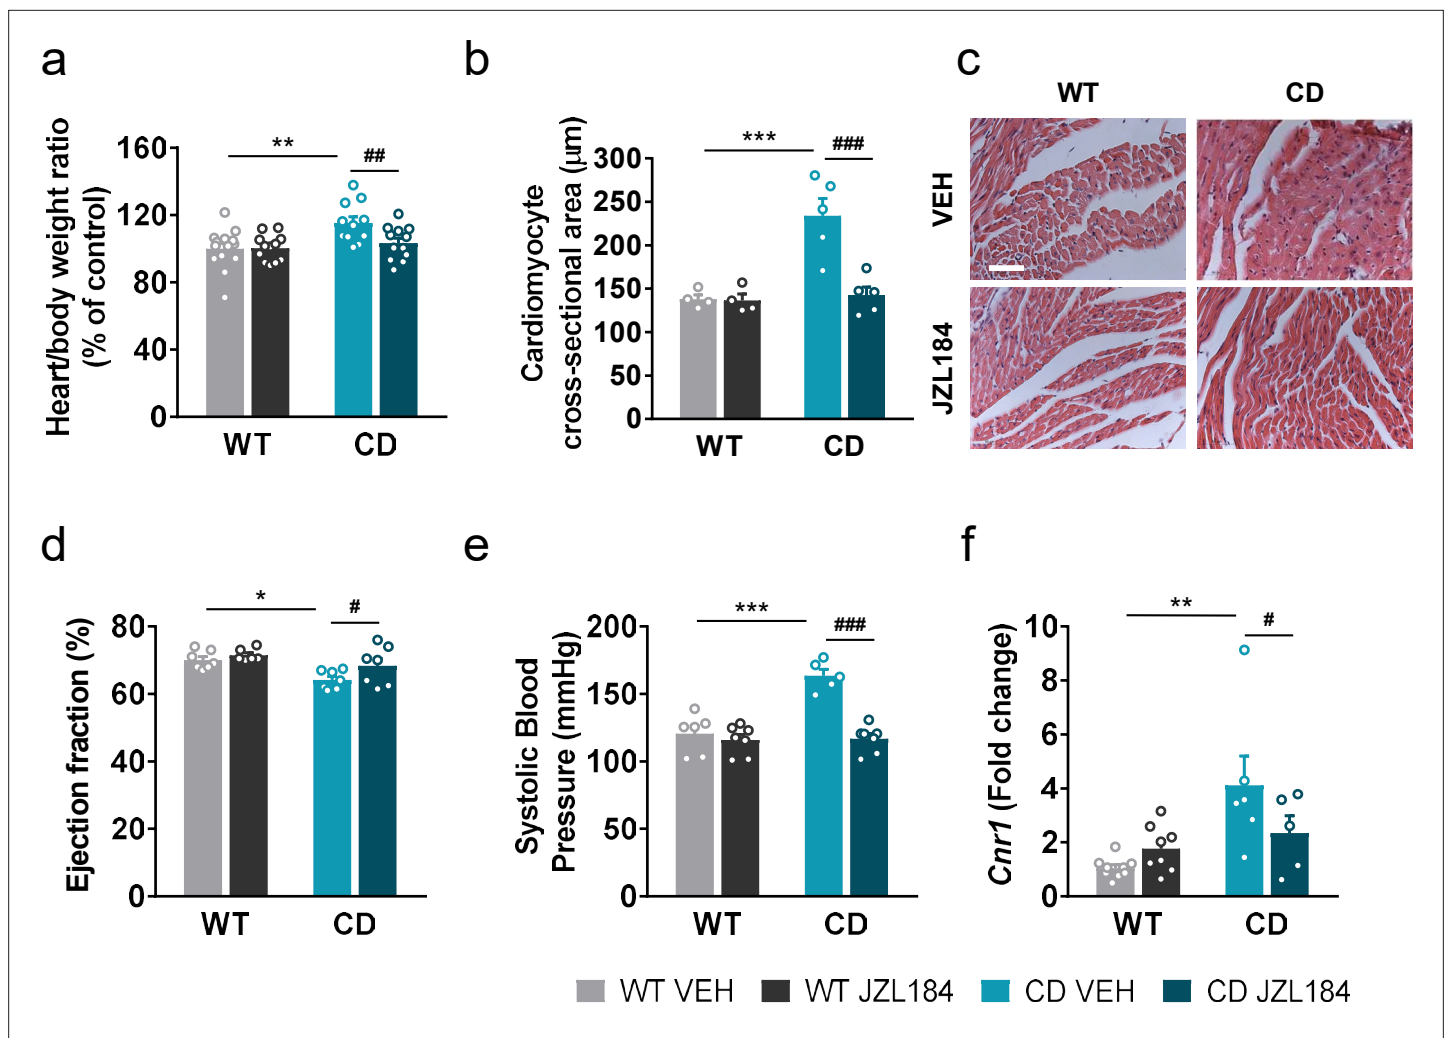 a
Heart/body weight ratio
(% of control)
160
120
80
40
0
**
##
WT
CD
b
Cardiomyocyte
cross-sectional area (μm)
300
250
200
150
100
50
0
***
###
WT
CD
c
WT
CD
VEH
JZL184
d
Ejection fraction (%)
80
60
40
20
0
*
#
WT
CD
e
Systolic Blood
Pressure (mmHg)
200
150
100
50
0
***
###
WT
CD
f
Cnr1 (Fold change)
10
8
6
4
2
0
**
#
WT
CD
WT VEH
WT JZL184
CD VEH
CD JZL184